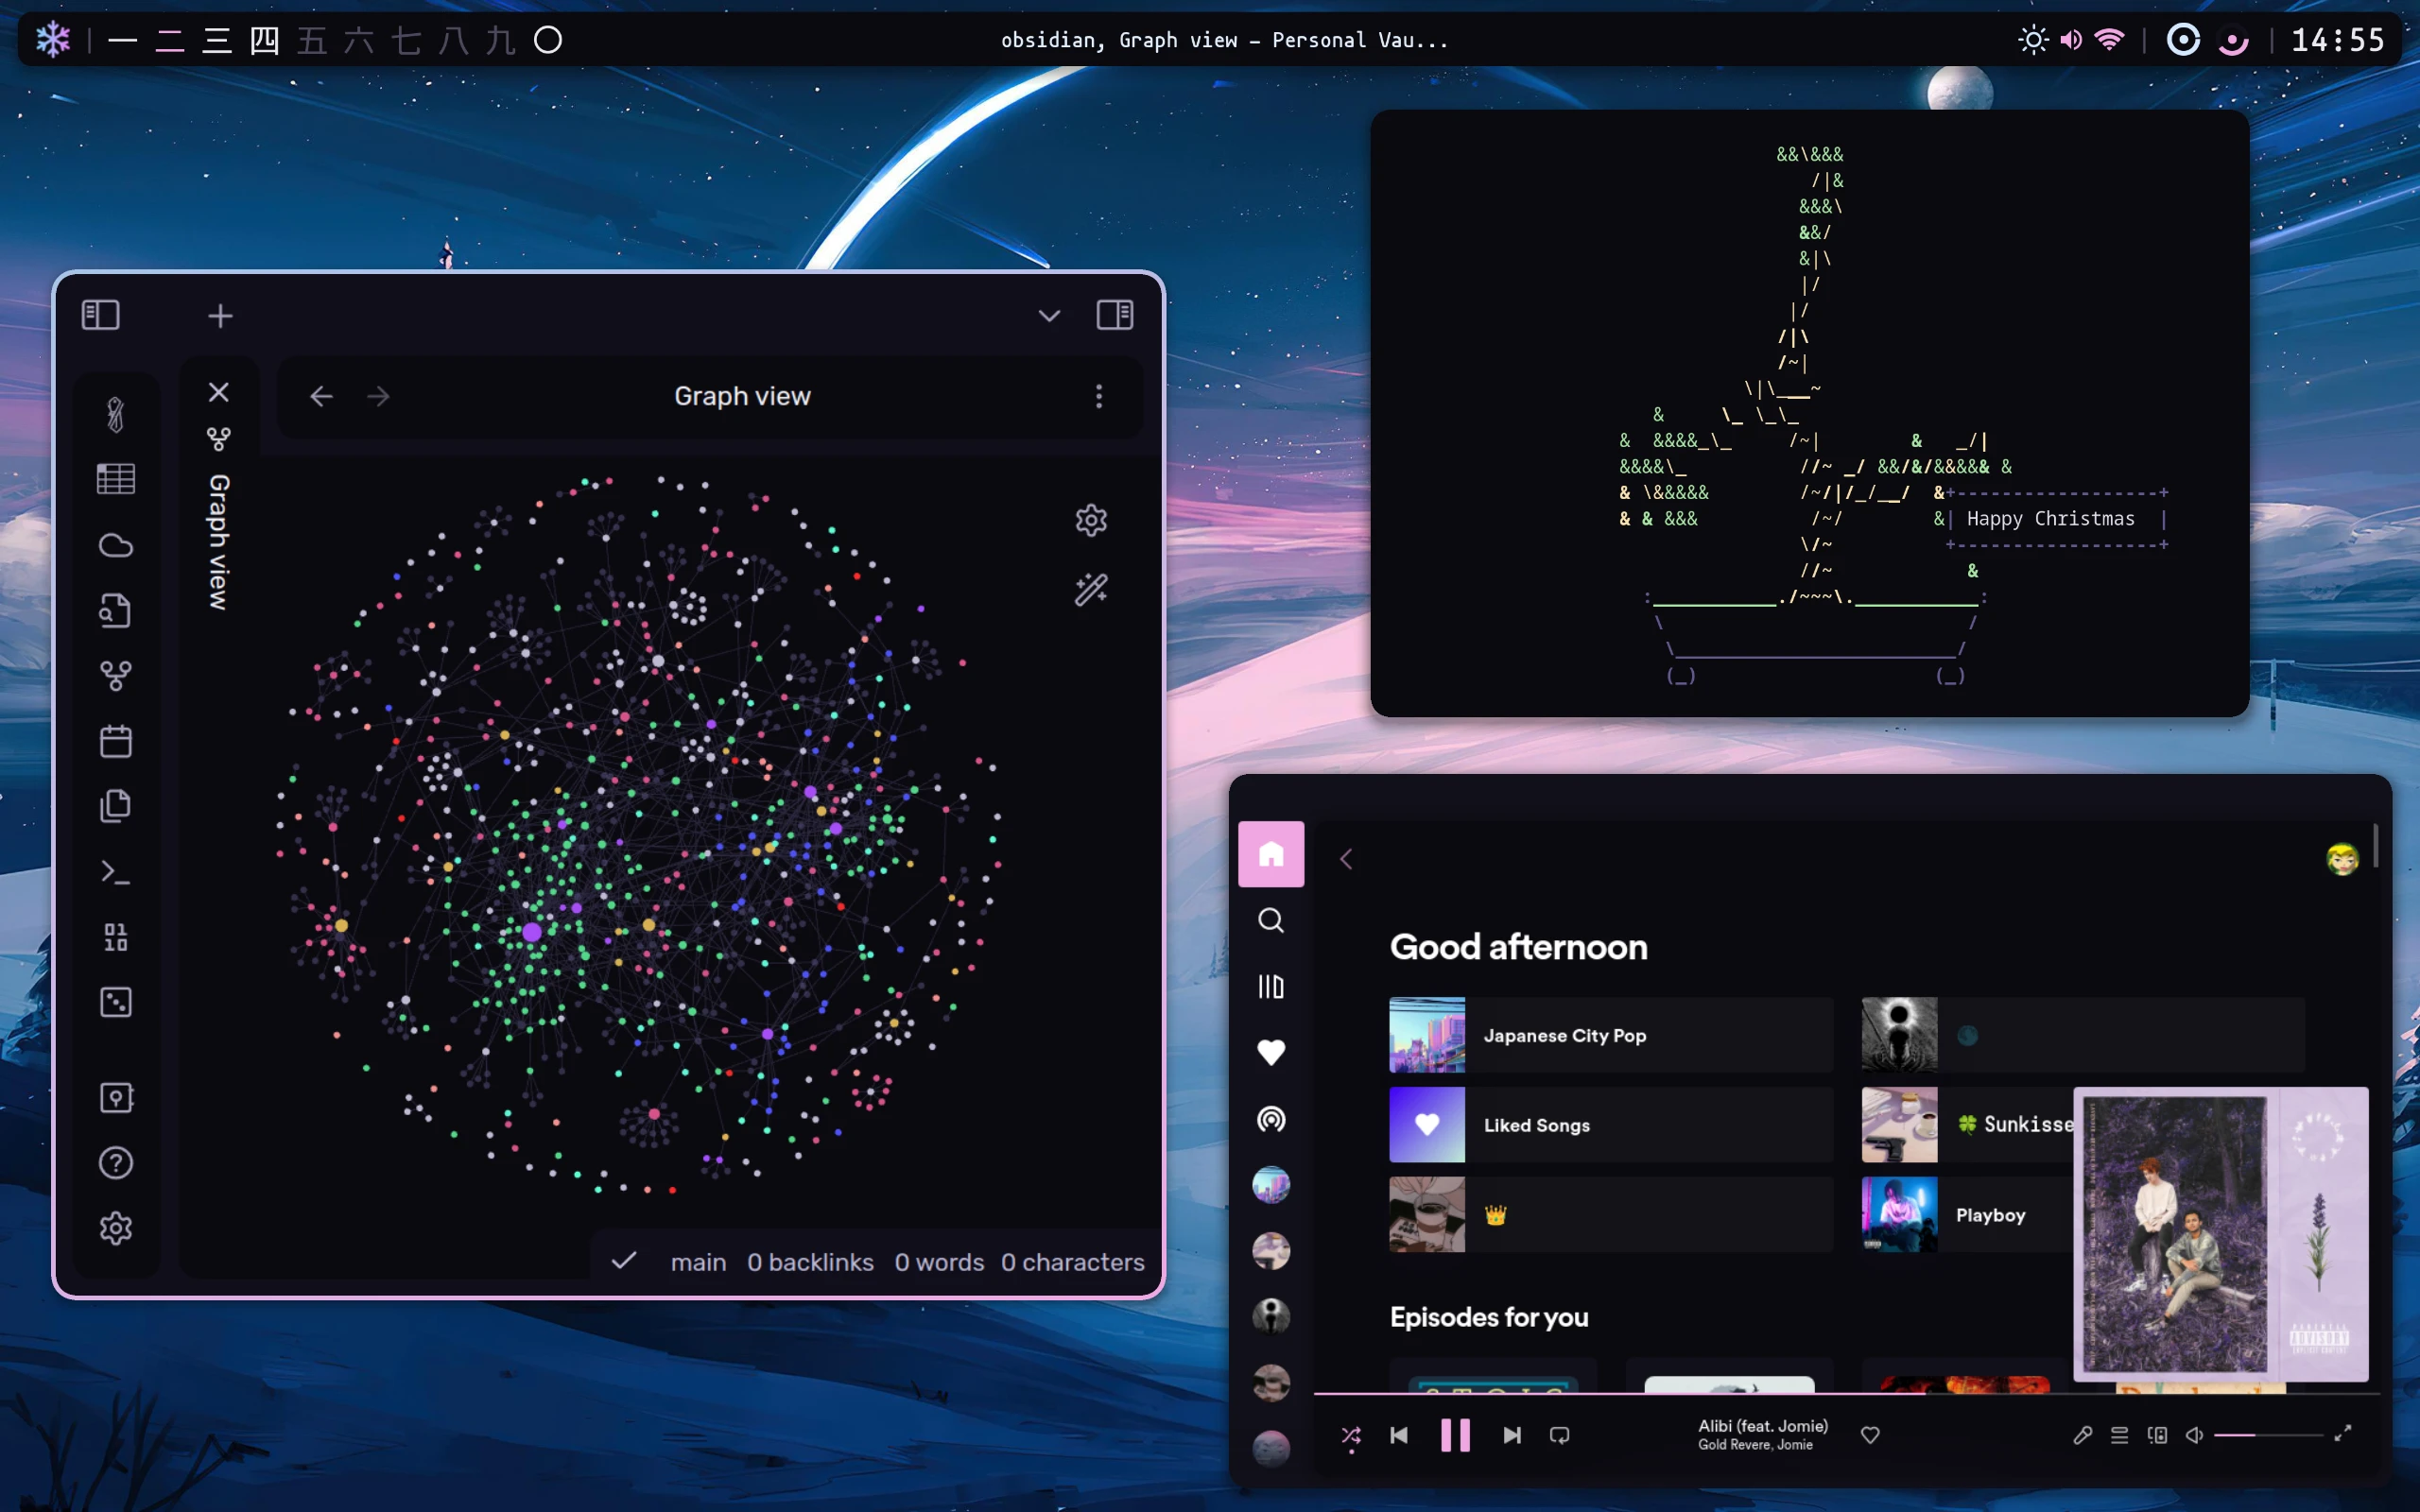 一 二 三 四 五 六 七 八 九 〇
obsidian, Graph view – Personal Vau...
14:55
Graph view
Graph view
main 0 backlinks 0 words 0 characters
&&\&&&
/|&
&&&\
&&/
&|\
|/
|/
/|\
/~|
\|\___~
& \_ \_\_
& &&&&_\_ /~| & _/|
&&&&\_ //~ _/ &&/&/&&&&& &
& \&&&&& /~/|/_/__/ &+------------------+
& & &&& /~/ &| Happy Christmas |
\/~ +------------------+
//~ &
:___________./~~~\.___________:
\ /
\_________________________/
(_) (_)
Good afternoon
Japanese City Pop
Liked Songs
🍀 Sunkisse
👑
Playboy
ADVISORY
Episodes for you
Alibi (feat. Jomie)
Gold Revere, Jomie